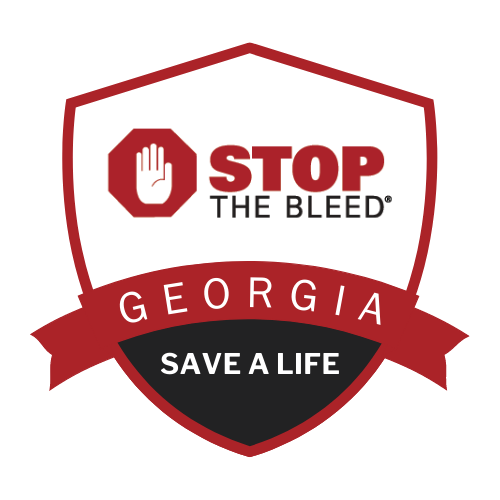 STOP
THE BLEED®
GEORGIA
SAVE A LIFE